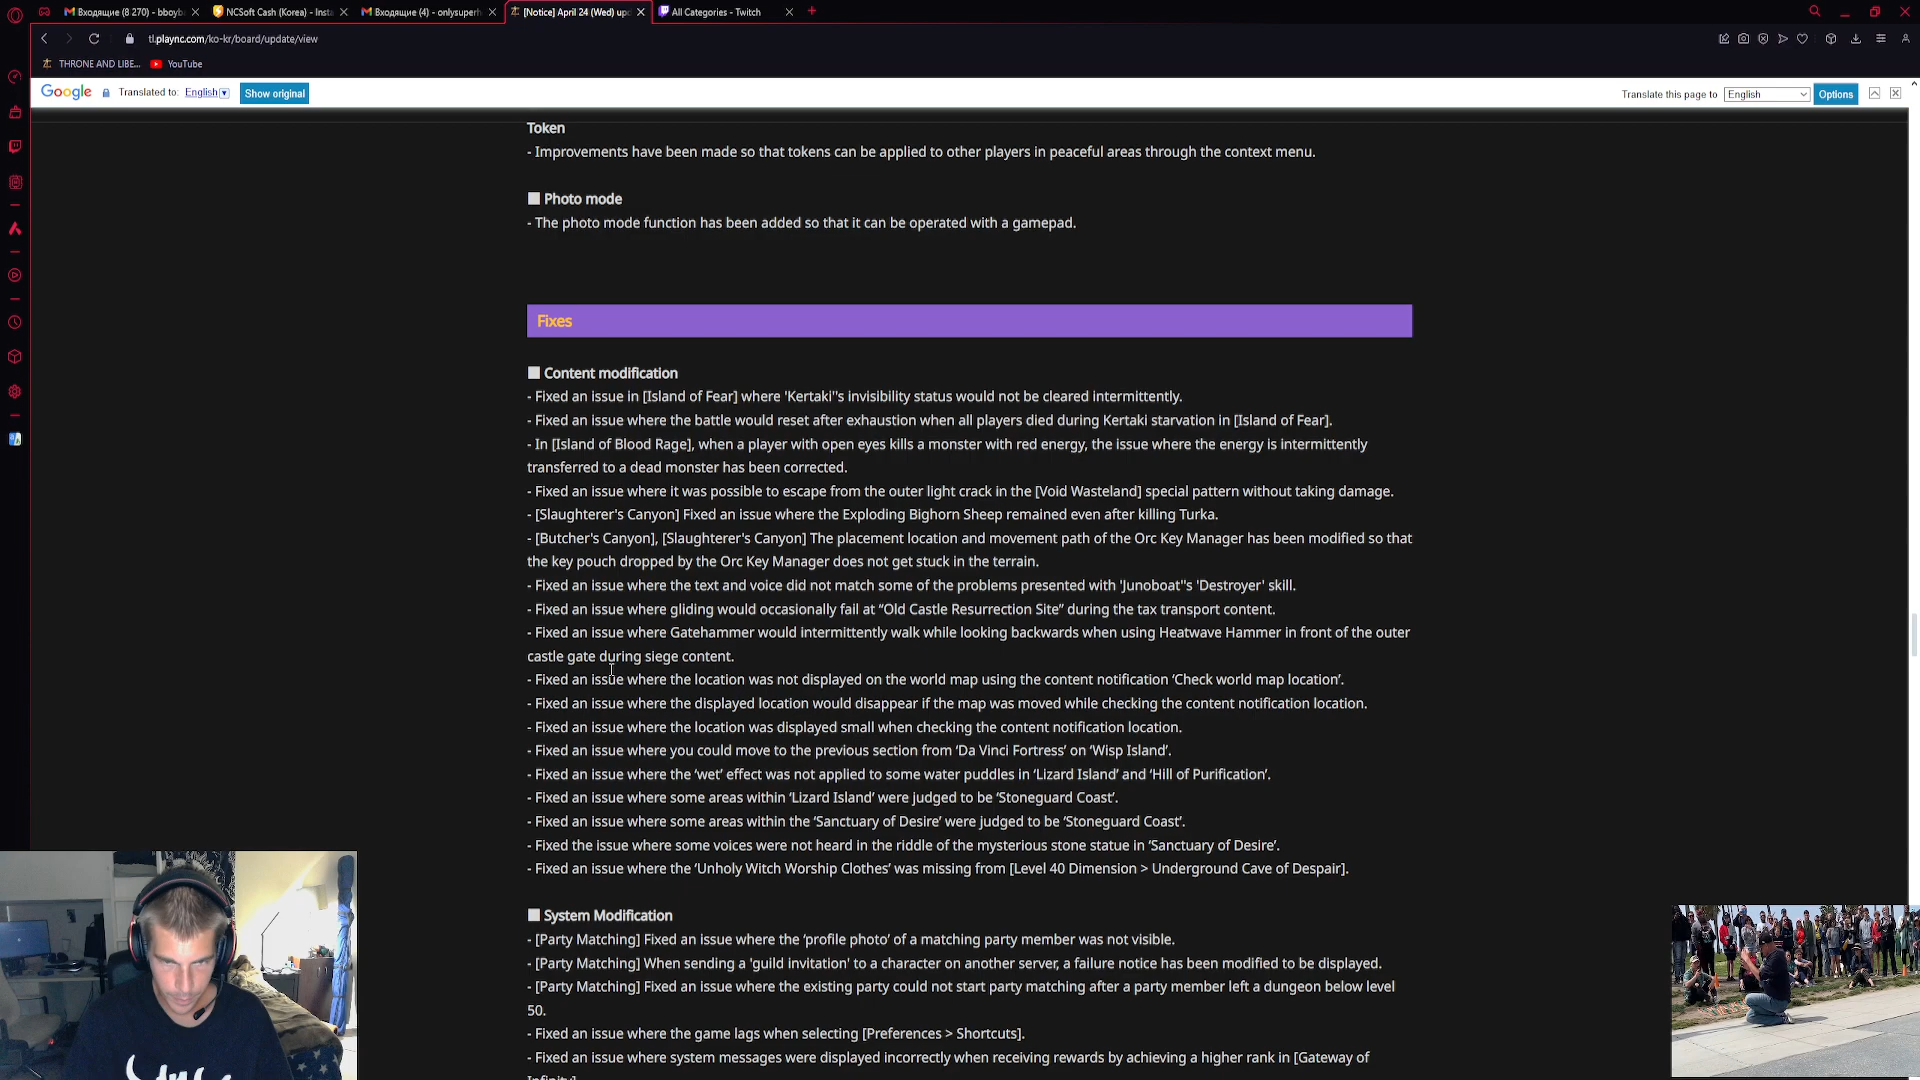 Входящие (8 270) - bboyb
NCSoft Cash (Korea) - Insta
Входящие (4) - onlysuperh
[Notice] April 24 (Wed) upd
All Categories - Twitch
tl.plaync.com/ko-kr/board/update/view
THRONE AND LIBE...
YouTube
Google
Translated to: English
Show original
Translate this page to
English
Options
Token
- Improvements have been made so that tokens can be applied to other players in peaceful areas through the context menu.
Photo mode
- The photo mode function has been added so that it can be operated with a gamepad.
Fixes
Content modification
- Fixed an issue in [Island of Fear] where 'Kertaki''s invisibility status would not be cleared intermittently.
- Fixed an issue where the battle would reset after exhaustion when all players died during Kertaki starvation in [Island of Fear].
- In [Island of Blood Rage], when a player with open eyes kills a monster with red energy, the issue where the energy is intermittently
transferred to a dead monster has been corrected.
- Fixed an issue where it was possible to escape from the outer light crack in the [Void Wasteland] special pattern without taking damage.
- [Slaughterer's Canyon] Fixed an issue where the Exploding Bighorn Sheep remained even after killing Turka.
- [Butcher's Canyon], [Slaughterer's Canyon] The placement location and movement path of the Orc Key Manager has been modified so that
the key pouch dropped by the Orc Key Manager does not get stuck in the terrain.
- Fixed an issue where the text and voice did not match some of the problems presented with 'Junoboat''s 'Destroyer' skill.
- Fixed an issue where gliding would occasionally fail at “Old Castle Resurrection Site” during the tax transport content.
- Fixed an issue where Gatehammer would intermittently walk while looking backwards when using Heatwave Hammer in front of the outer
castle gate during siege content.
- Fixed an issue where the location was not displayed on the world map using the content notification ‘Check world map location’.
- Fixed an issue where the displayed location would disappear if the map was moved while checking the content notification location.
- Fixed an issue where the location was displayed small when checking the content notification location.
- Fixed an issue where you could move to the previous section from ‘Da Vinci Fortress’ on ‘Wisp Island’.
- Fixed an issue where the ‘wet’ effect was not applied to some water puddles in ‘Lizard Island’ and ‘Hill of Purification’.
- Fixed an issue where some areas within ‘Lizard Island’ were judged to be ‘Stoneguard Coast’.
- Fixed an issue where some areas within the ‘Sanctuary of Desire’ were judged to be ‘Stoneguard Coast’.
- Fixed the issue where some voices were not heard in the riddle of the mysterious stone statue in ‘Sanctuary of Desire’.
- Fixed an issue where the ‘Unholy Witch Worship Clothes’ was missing from [Level 40 Dimension > Underground Cave of Despair].
System Modification
- [Party Matching] Fixed an issue where the ‘profile photo’ of a matching party member was not visible.
- [Party Matching] When sending a 'guild invitation' to a character on another server, a failure notice has been modified to be displayed.
- [Party Matching] Fixed an issue where the existing party could not start party matching after a party member left a dungeon below level
50.
- Fixed an issue where the game lags when selecting [Preferences > Shortcuts].
- Fixed an issue where system messages were displayed incorrectly when receiving rewards by achieving a higher rank in [Gateway of
Infinity].